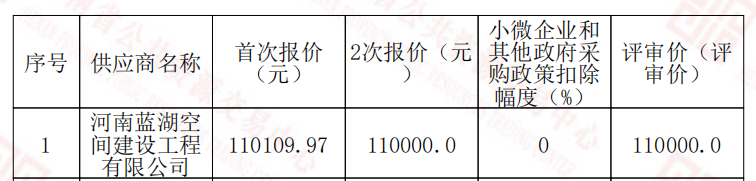 序号
供应商名称
首次报价
（元）
2次报价（元
）
小微企业和
其他政府采
购政策扣除
幅度（%）
评审价（评
审价）
1
河南蓝湖空
间建设工程
有限公司
110109.97
110000.0
0
110000.0